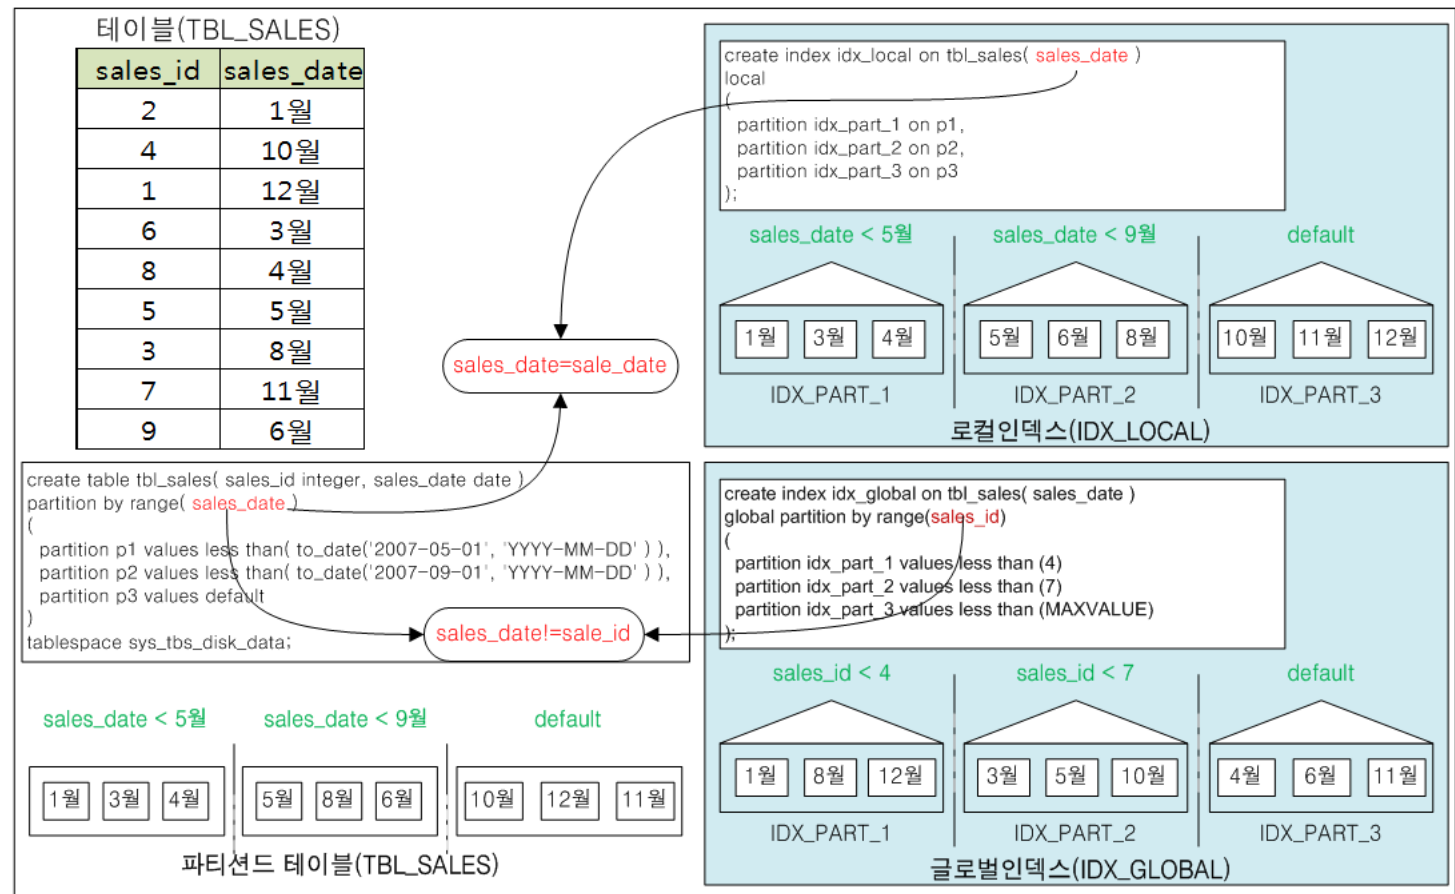 테이블(TBL_SALES)
sales_id sales_date
2 1월
4 10월
1 12월
6 3월
8 4월
5 5월
3 8월
7 11월
9 6월
create index idx_local on tbl_sales( sales_date )
local
(
partition idx_part_1 on p1,
partition idx_part_2 on p2,
partition idx_part_3 on p3
);
sales_date < 5월 sales_date < 9월 default
1월 3월 4월 5월 6월 8월 10월 11월 12월
IDX_PART_1 IDX_PART_2 IDX_PART_3
로컬인덱스(IDX_LOCAL)
sales_date=sale_date
create table tbl_sales( sales_id integer, sales_date date )
partition by range( sales_date )
(
partition p1 values less than( to_date('2007-05-01', 'YYYY-MM-DD' ) ),
partition p2 values less than( to_date('2007-09-01', 'YYYY-MM-DD' ) ),
partition p3 values default
)
tablespace sys_tbs_disk_data;
sales_date!=sale_id
create index idx_global on tbl_sales( sales_date )
global partition by range(sales_id)
(
partition idx_part_1 values less than (4)
partition idx_part_2 values less than (7)
partition idx_part_3 values less than (MAXVALUE)
);
sales_id < 4 sales_id < 7 default
1월 8월 12월 3월 5월 10월 4월 6월 11월
IDX_PART_1 IDX_PART_2 IDX_PART_3
글로벌인덱스(IDX_GLOBAL)
sales_date < 5월 sales_date < 9월 default
1월 3월 4월 5월 8월 6월 10월 12월 11월
파티션드 테이블(TBL_SALES)